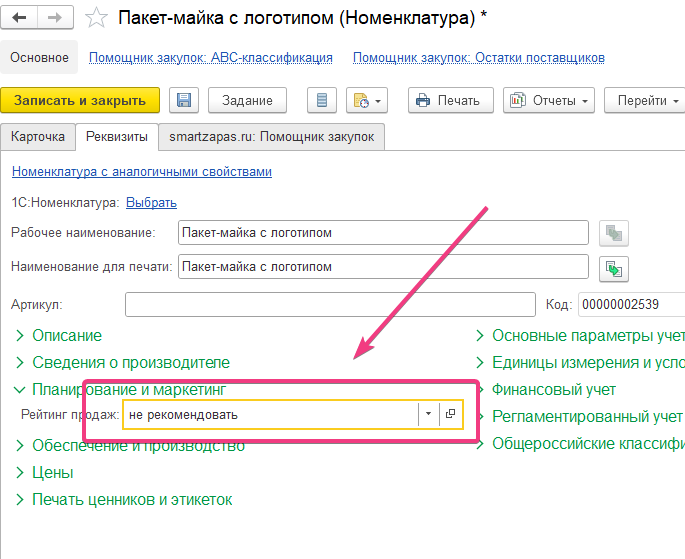 Пакет-майка с логотипом (Номенклатура) *
Основное Помощник закупок: ABC-классификация Помощник закупок: Остатки поставщиков
Записать и закрыть Задание Печать Отчеты Перейти
Карточка Реквизиты smartzapas.ru: Помощник закупок
Номенклатура с аналогичными свойствами
1С:Номенклатура: Выбрать
Рабочее наименование: Пакет-майка с логотипом
Наименование для печати: Пакет-майка с логотипом
Артикул: Код: 00000002539
Описание Основные параметры учет
Сведения о производителе Единицы измерения и усло
Планирование и маркетинг Финансовый учет
Рейтинг продаж: не рекомендовать Регламентированный учет
Обеспечение и производство Общероссийские классифи
Цены
Печать ценников и этикеток